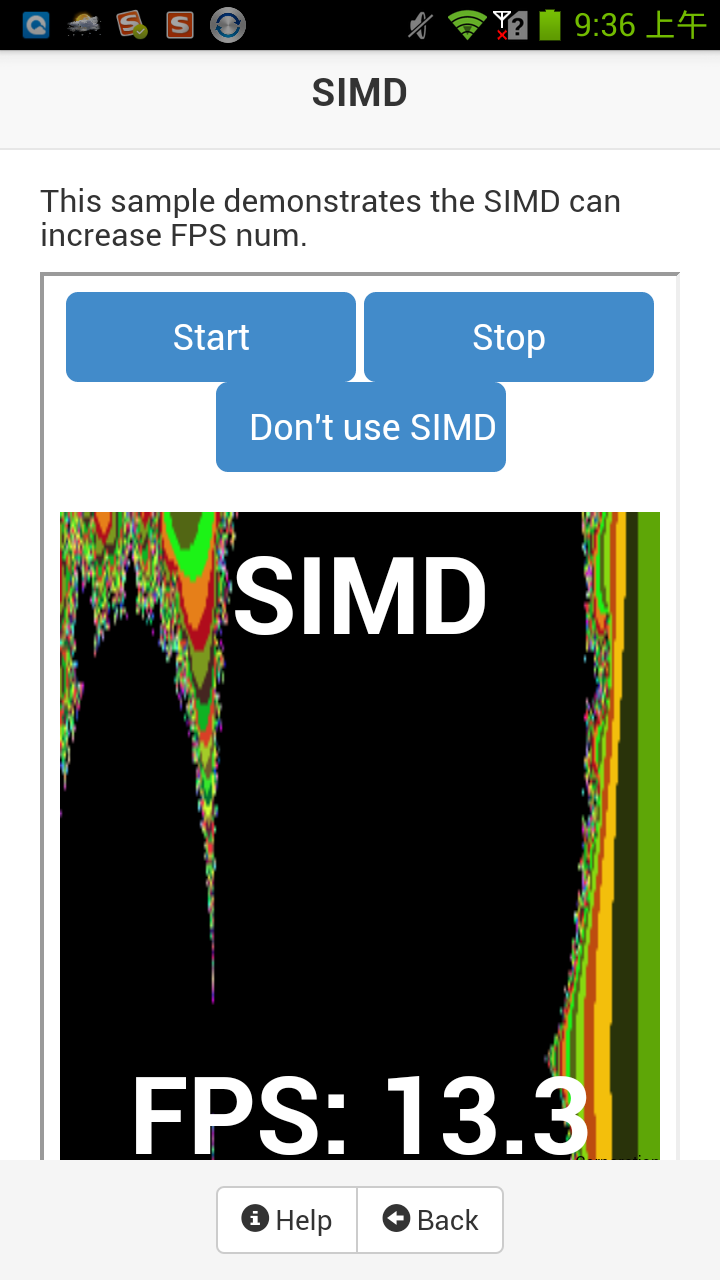 9:36 上午
SIMD
This sample demonstrates the SIMD can
increase FPS num.
Start
Stop
Don't use SIMD
SIMD
FPS: 13.3
Help
Back